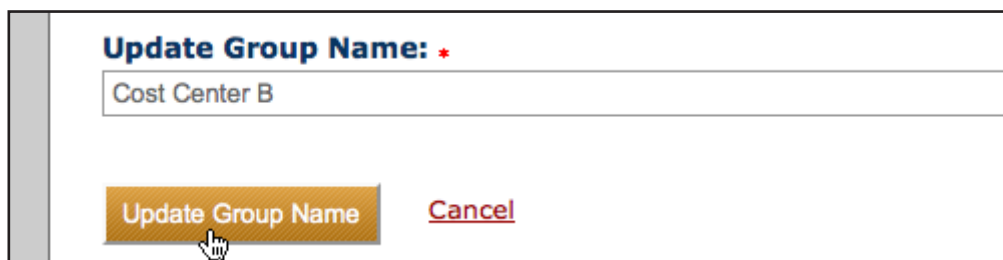 Update Group Name: *
Cost Center B
Update Group Name Cancel